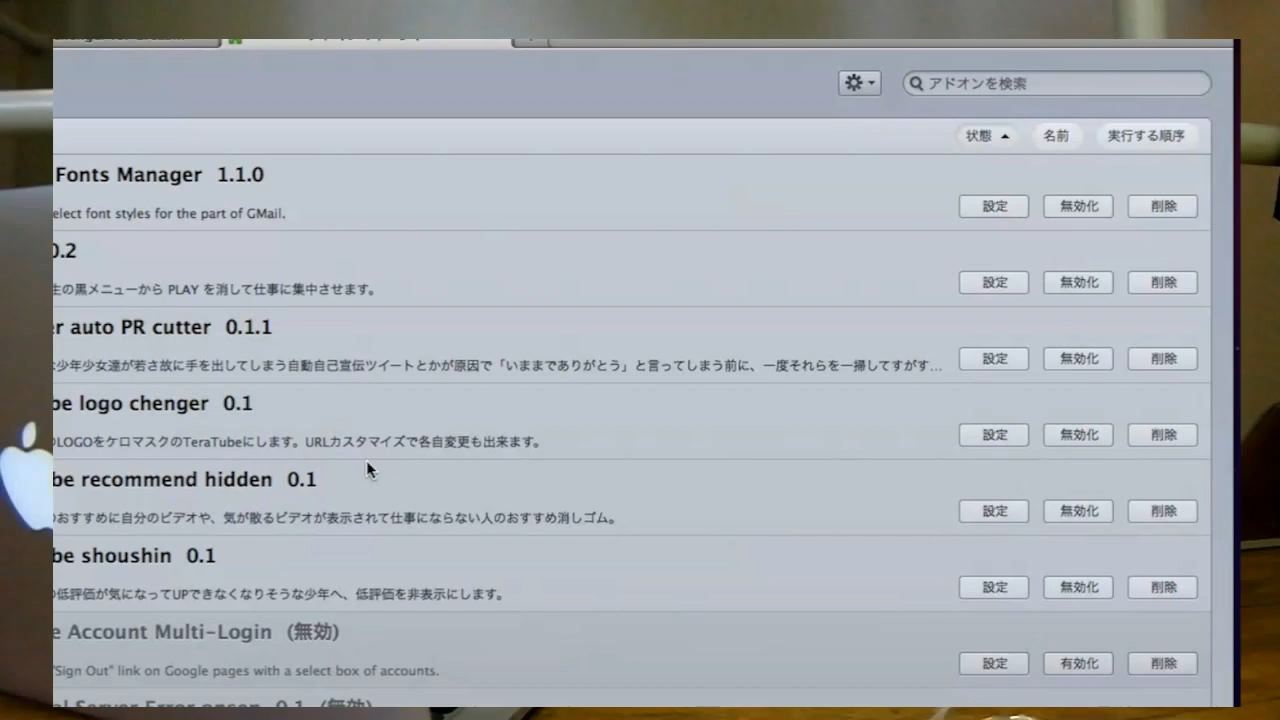 アドオンを検索
状態 名前 実行する順序
Fonts Manager 1.1.0
elect font styles for the part of GMail.
設定 無効化 削除
0.2
生の黒メニューから PLAY を消して仕事に集中させます。
設定 無効化 削除
er auto PR cutter 0.1.1
少年少女達が若さ故に手を出してしまう自動自己宣伝ツイートとかが原因で「いままでありがとう」と言ってしまう前に、一度それらを一掃してすがす...
設定 無効化 削除
be logo chenger 0.1
LOGOをケロマスクのTeraTubeにします。URLカスタマイズで各自変更も出来ます。
設定 無効化 削除
be recommend hidden 0.1
おすすめに自分のビデオや、気が散るビデオが表示されて仕事にならない人のおすすめ消しゴム。
設定 無効化 削除
be shoushin 0.1
低評価が気になってUPできなくなりそうな少年へ、低評価を非表示にします。
設定 無効化 削除
e Account Multi-Login (無効)
"Sign Out" link on Google pages with a select box of accounts.
設定 有効化 削除
al Server Error onsen 0.1 (無効)